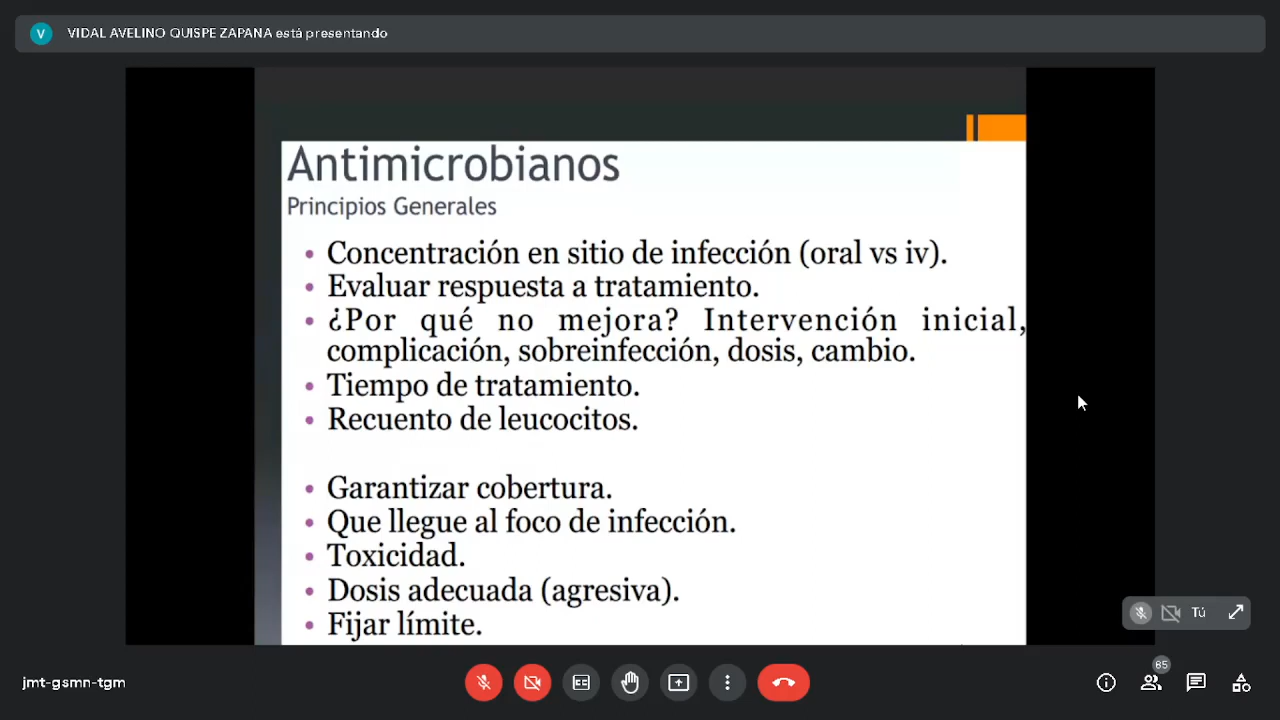 V
VIDAL AVELINO QUISPE ZAPANA está presentando
Antimicrobianos
Principios Generales
• Concentración en sitio de infección (oral vs iv).
• Evaluar respuesta a tratamiento.
• ¿Por qué no mejora? Intervención inicial,
complicación, sobreinfección, dosis, cambio.
• Tiempo de tratamiento.
• Recuento de leucocitos.
• Garantizar cobertura.
• Que llegue al foco de infección.
• Toxicidad.
• Dosis adecuada (agresiva).
• Fijar límite.
Tú
jmt-gsmn-tgm
85